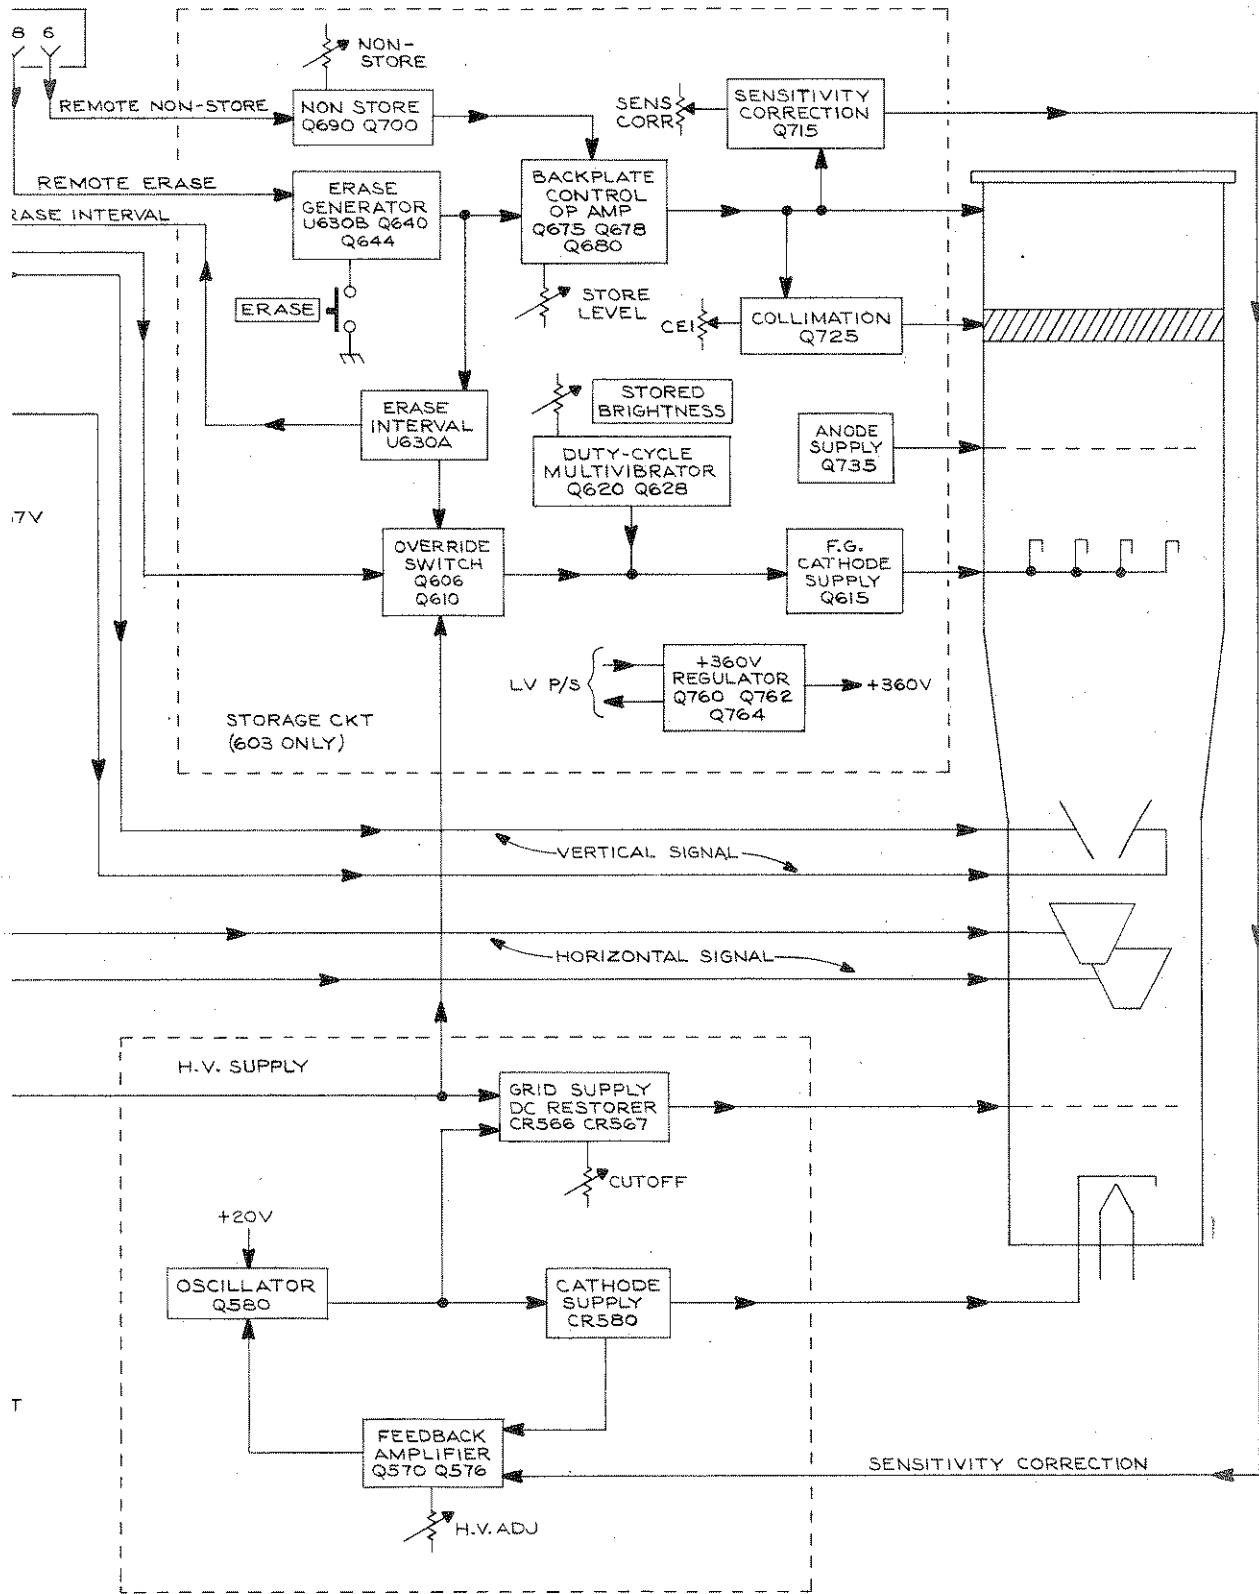 8 6
NON-
STORE
REMOTE NON-STORE
NON STORE
Q690 Q700
SENS
CORR
SENSITIVITY
CORRECTION
Q715
REMOTE ERASE
ERASE
GENERATOR
U630B Q640
Q644
BACKPLATE
CONTROL
OP AMP
Q675 Q678
Q680
RASE INTERVAL
ERASE
STORE
LEVEL
CE1
COLLIMATION
Q725
ERASE
INTERVAL
U630A
STORED
BRIGHTNESS
DUTY-CYCLE
MULTIVIBRATOR
Q620 Q628
ANODE
SUPPLY
Q735
7V
OVERRIDE
SWITCH
Q606
Q610
F.G.
CATHODE
SUPPLY
Q615
LV P/S
+360V
REGULATOR
Q760 Q762
Q764
+360V
STORAGE CKT
(603 ONLY)
VERTICAL SIGNAL
HORIZONTAL SIGNAL
H.V. SUPPLY
GRID SUPPLY
DC RESTORER
CR566 CR567
CUTOFF
+20V
OSCILLATOR
Q580
CATHODE
SUPPLY
CR580
T
FEEDBACK
AMPLIFIER
Q570 Q576
SENSITIVITY CORRECTION
H.V. ADJ